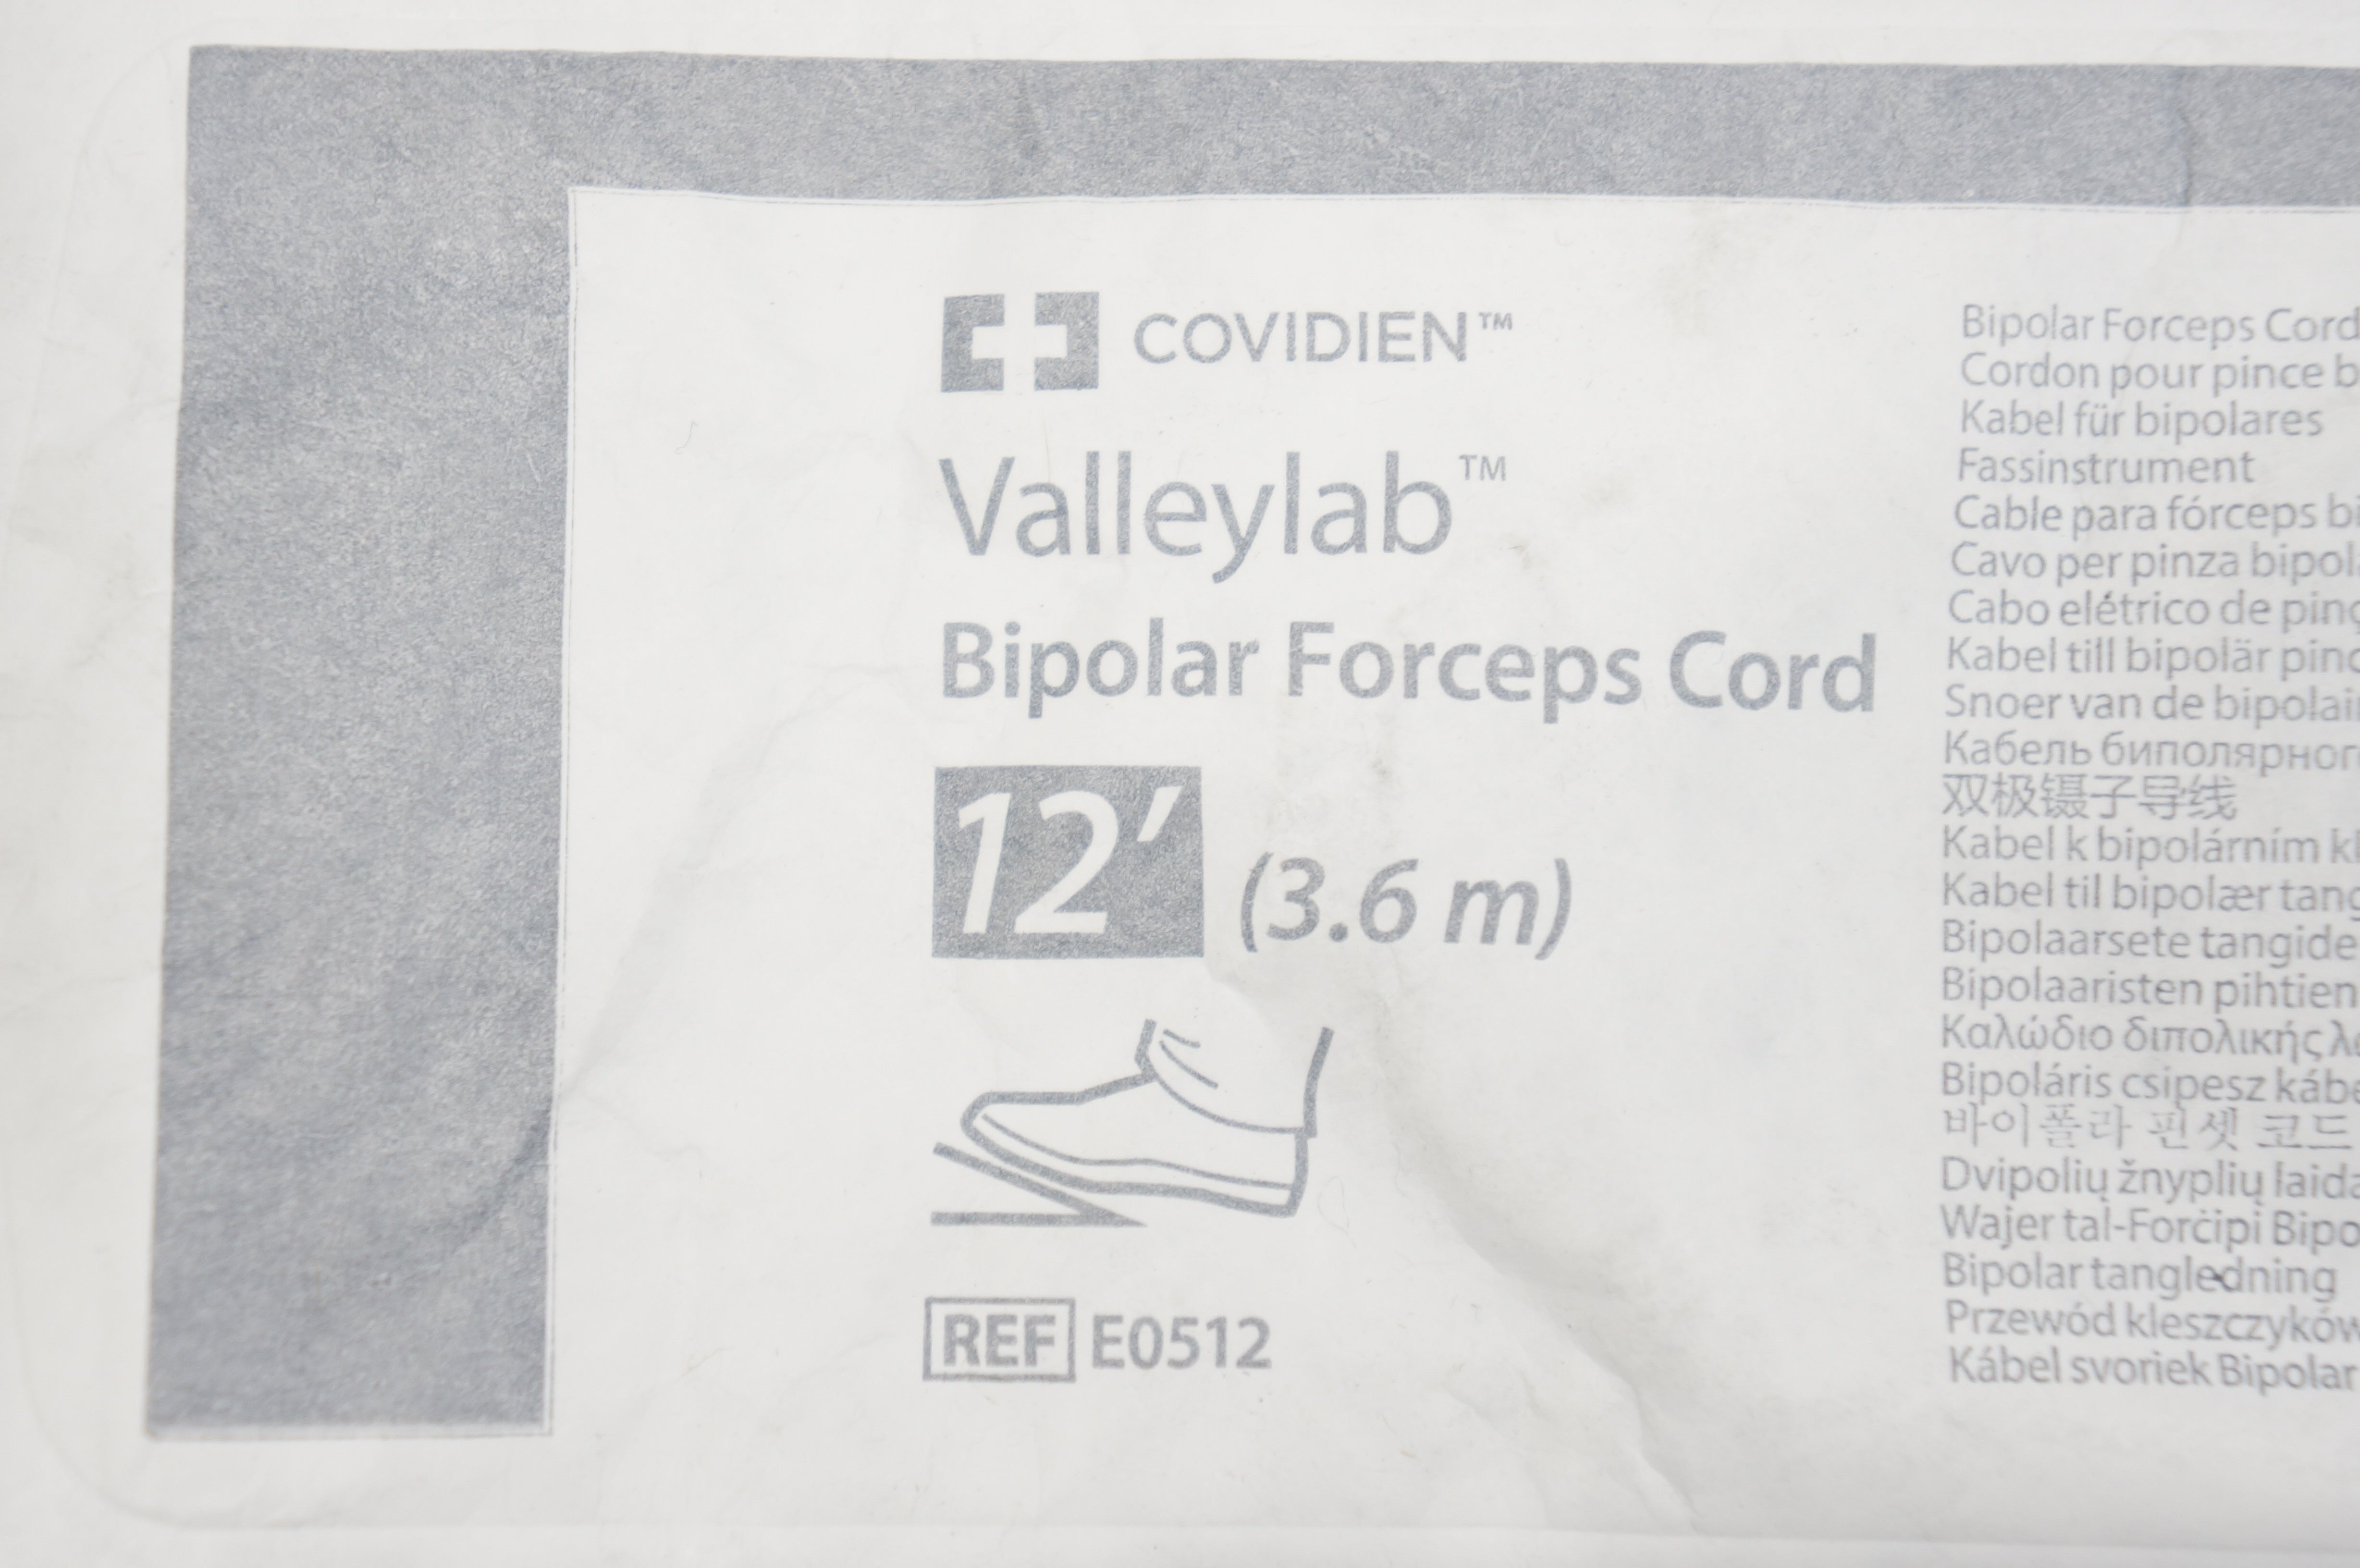 COVIDIEN™
Valleylab™
Bipolar Forceps Cord
12′ (3.6 m)
REF E0512
Bipolar Forceps Cord
Cordon pour pince
Kabel für bipolares
Fassinstrument
Cable para fórceps
Cavo per pinza
Cabo elétrico de
Kabel till bipolär
Snoer van de
Кабель
双极镊子导线
Kabel k bipolárním
Kabel til bipolær
Bipolaarsete
Bipolaaristen
Καλώδιο διπολικής
Bipoláris csipesz
바이폴라 핀셋 코드
Dvipolių žnyplių
Wajer tal-Forċipi
Bipolar tangledning
Przewód
Kábel svoriek Bipolar